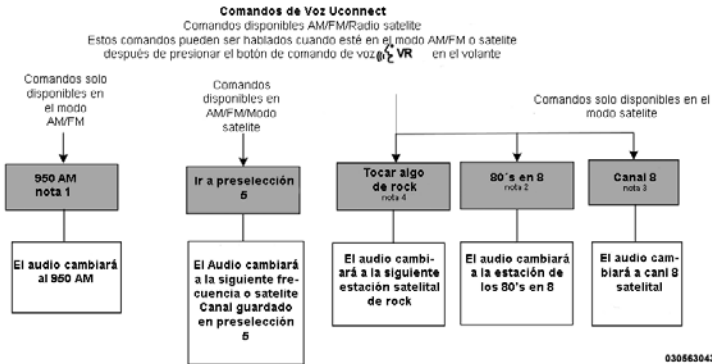 Comandos de Voz Uconnect
Comandos disponibles AM/FM/Radio satelite
Estos comandos pueden ser hablados cuando esté en el modo AM/FM o satelite
después de presionar el botón de comando de voz VR en el volante
Comandos solo
disponibles en
el modo
AM/FM
Comandos
disponibles en
AM/FM/Modo
satelite
Comandos solo disponibles en el
modo satelite
950 AM
nota 1
Ir a preselección
5
Tocar algo
de rock
nota 4
80´s en 8
nota 2
Canal 8
nota 3
El audio cambiará
al 950 AM
El Audio cambiará
a la siguiente fre-
cuencia o satelite
Canal guardado
en preselección
5
El audio cambi-
ará a la siguiente
estación satelital
de rock
El audio cambiará
a la estación de
los 80's en 8
El audio cam-
biará a canl 8
satelital